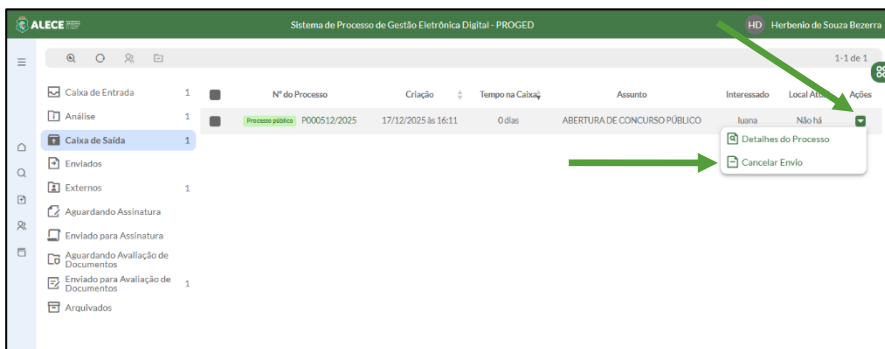 ALECE
Sistema de Processo de Gestão Eletrônica Digital - PROGED
HD Herbenio de Souza Bezerra
1-1 de 1
Caixa de Entrada 1
Nº do Processo Criação Tempo na Caixa Assunto Interessado Local Atual Ações
Análise 1
Processo público P000512/2025 17/12/2025 às 16:11 0 dias ABERTURA DE CONCURSO PÚBLICO luana Não há
Caixa de Saída 1
Detalhes do Processo
Enviados
Cancelar Envio
Externos 1
Aguardando Assinatura
Enviado para Assinatura
Aguardando Avaliação de
Documentos
Enviado para Avaliação de
Documentos 1
Arquivados